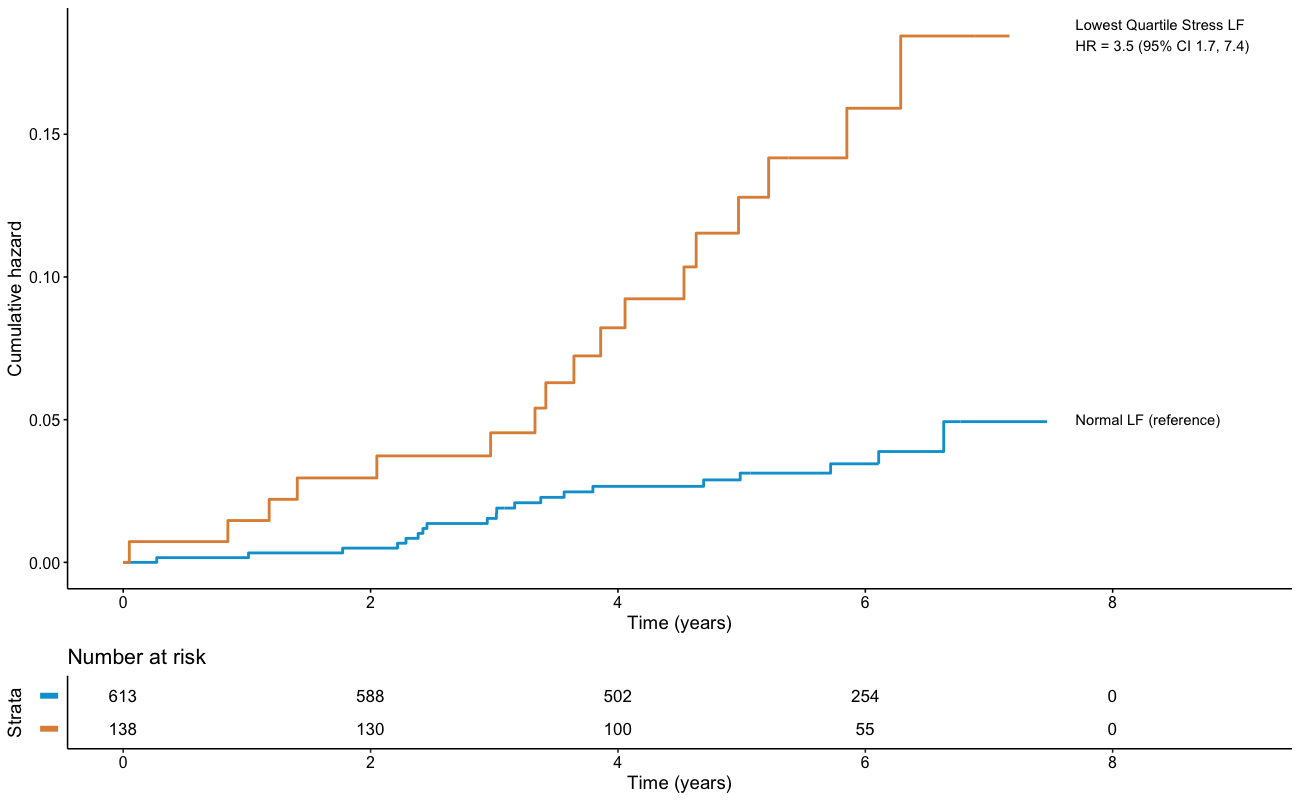 Lowest Quartile Stress LF
HR = 3.5 (95% CI 1.7, 7.4)
Normal LF (reference)
Cumulative hazard
0.15
0.10
0.05
0.00
0 2 4 6 8
Time (years)
Number at risk
Strata
613 588 502 254 0
138 130 100 55 0
0 2 4 6 8
Time (years)